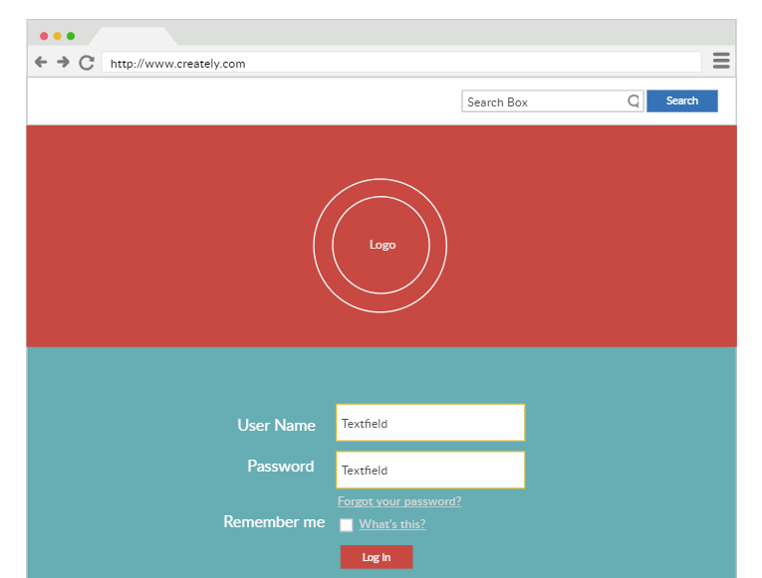 http://www.creately.com
Search Box Search
Logo
User Name Textfield
Password Textfield
Forgot your password?
Remember me What's this?
Log In